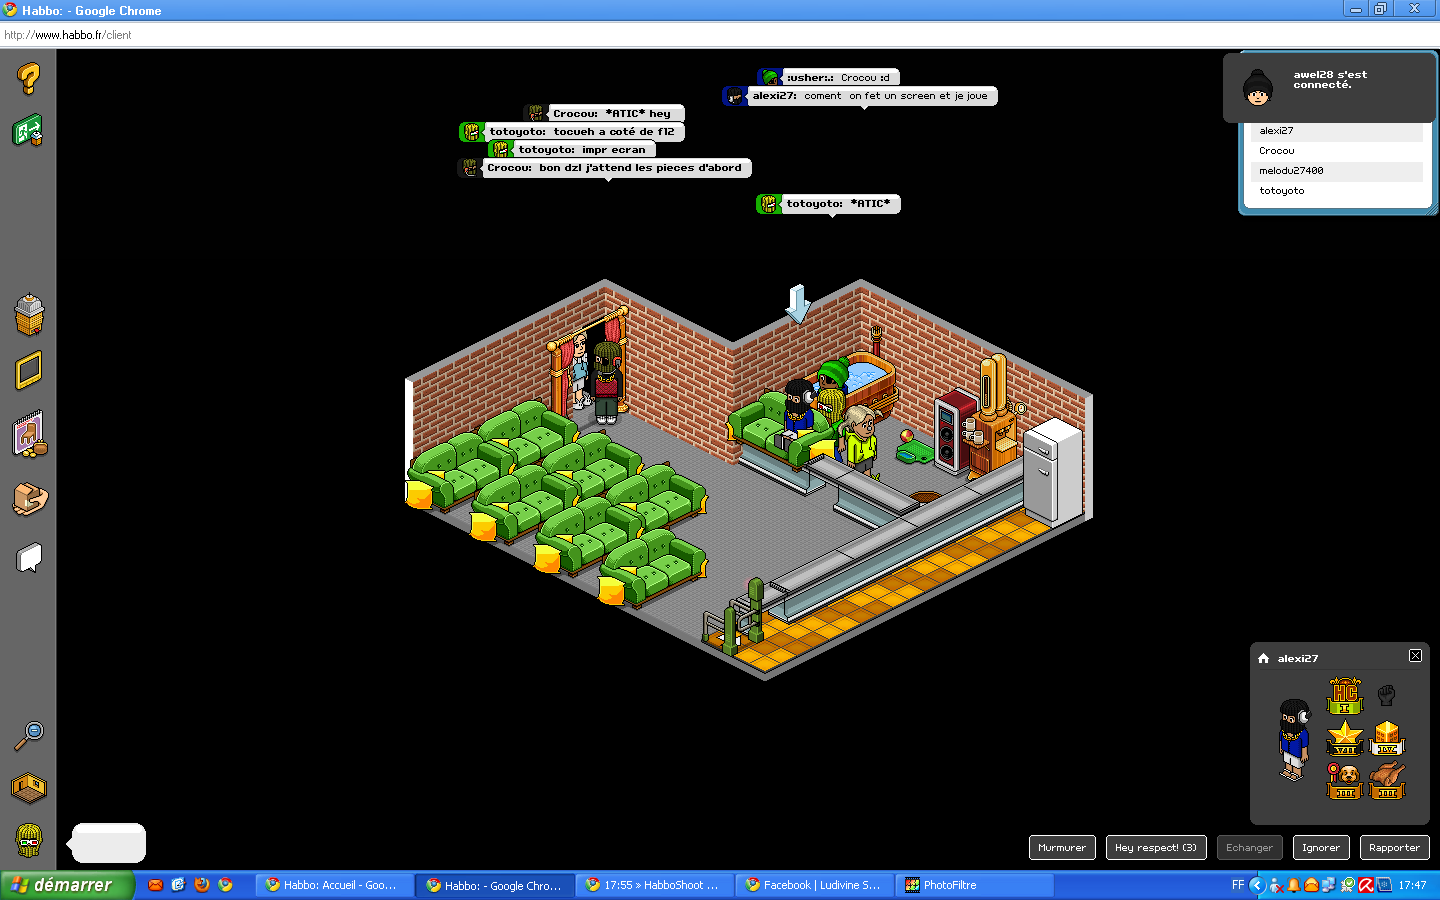 Habbo: - Google Chrome
http://www.habbo.fr/client
:usher:.: Crocou :d
alexi27: coment on fet un screen et je joue
Crocou: *ATIC* hey
totoyoto: tocueh a coté de f12
totoyoto: impr ecran
Crocou: bon dzl j'attend les pieces d'abord
totoyoto: *ATIC*
awel28 s'est
connecté.
alexi27
Crocou
melodu27400
totoyoto
alexi27
HC
I
Murmurer
Hey respect! (3)
Echanger
Ignorer
Rapporter
démarrer
Habbo: Accueil - Goo...
Habbo: - Google Chro...
17:55 » HabboShoot ...
Facebook | Ludivine S...
PhotoFiltre
FF
17:47